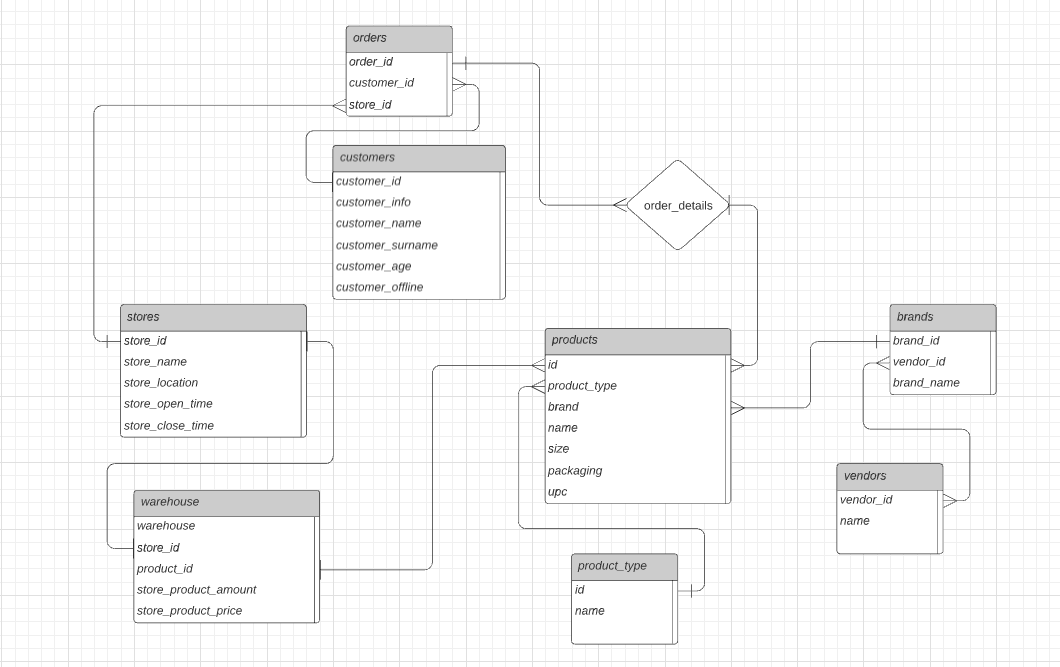 orders
order_id
customer_id
store_id
customers
customer_id
customer_info
customer_name
customer_surname
customer_age
customer_offline
order_details
stores
store_id
store_name
store_location
store_open_time
store_close_time
products
id
product_type
brand
name
size
packaging
upc
brands
brand_id
vendor_id
brand_name
warehouse
warehouse
store_id
product_id
store_product_amount
store_product_price
product_type
id
name
vendors
vendor_id
name